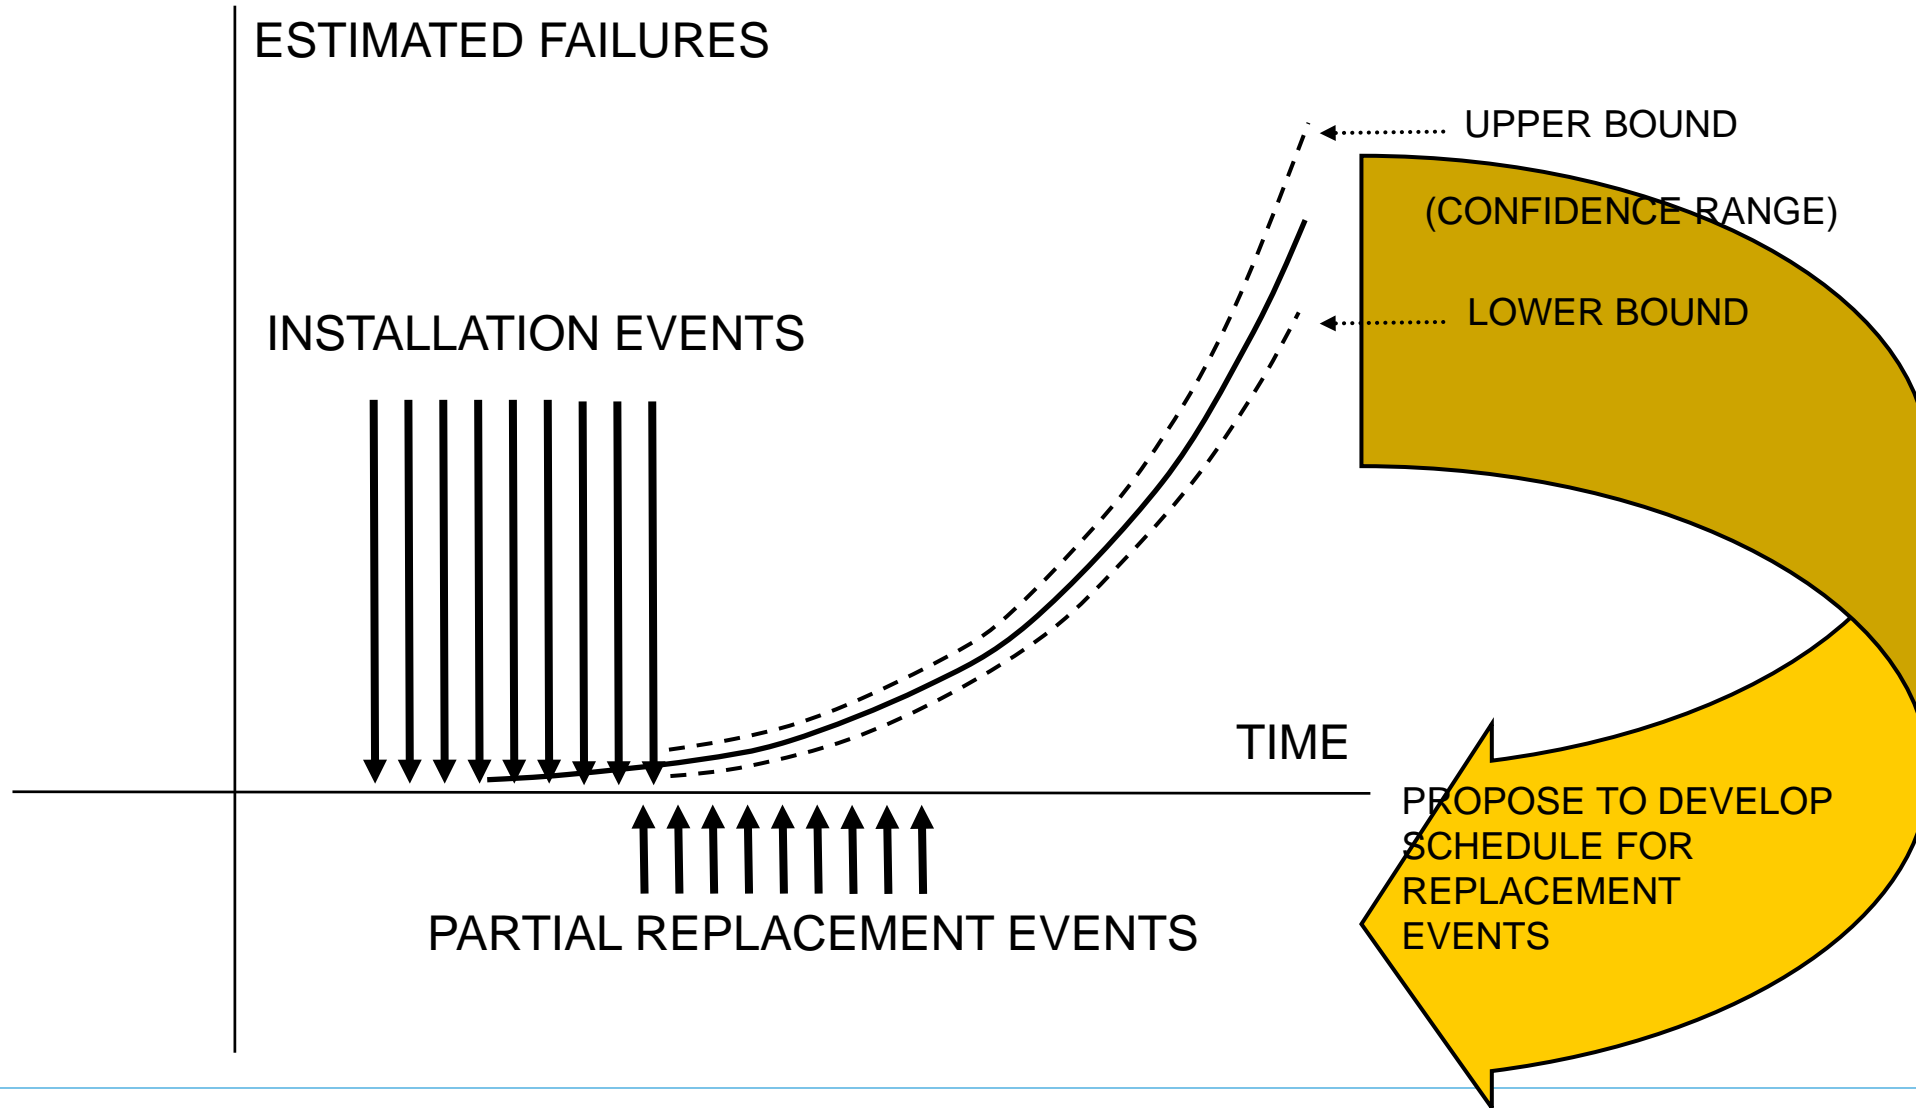 ESTIMATED FAILURES
UPPER BOUND
(CONFIDENCE RANGE)
LOWER BOUND
INSTALLATION EVENTS
TIME
PROPOSE TO DEVELOP
SCHEDULE FOR
REPLACEMENT
EVENTS
PARTIAL REPLACEMENT EVENTS